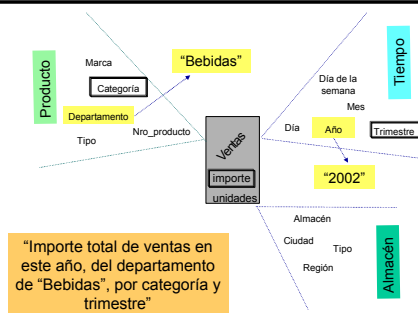 Producto
Marca
Categoría
Departamento
Tipo
Nro_producto
“Bebidas”
Ventas
importe
unidades
Tiempo
Día de la
semana
Mes
Día
Año
Trimestre
“2002”
Almacén
Almacén
Ciudad
Tipo
Región
“Importe total de ventas en
este año, del departamento
de “Bebidas”, por categoría y
trimestre”